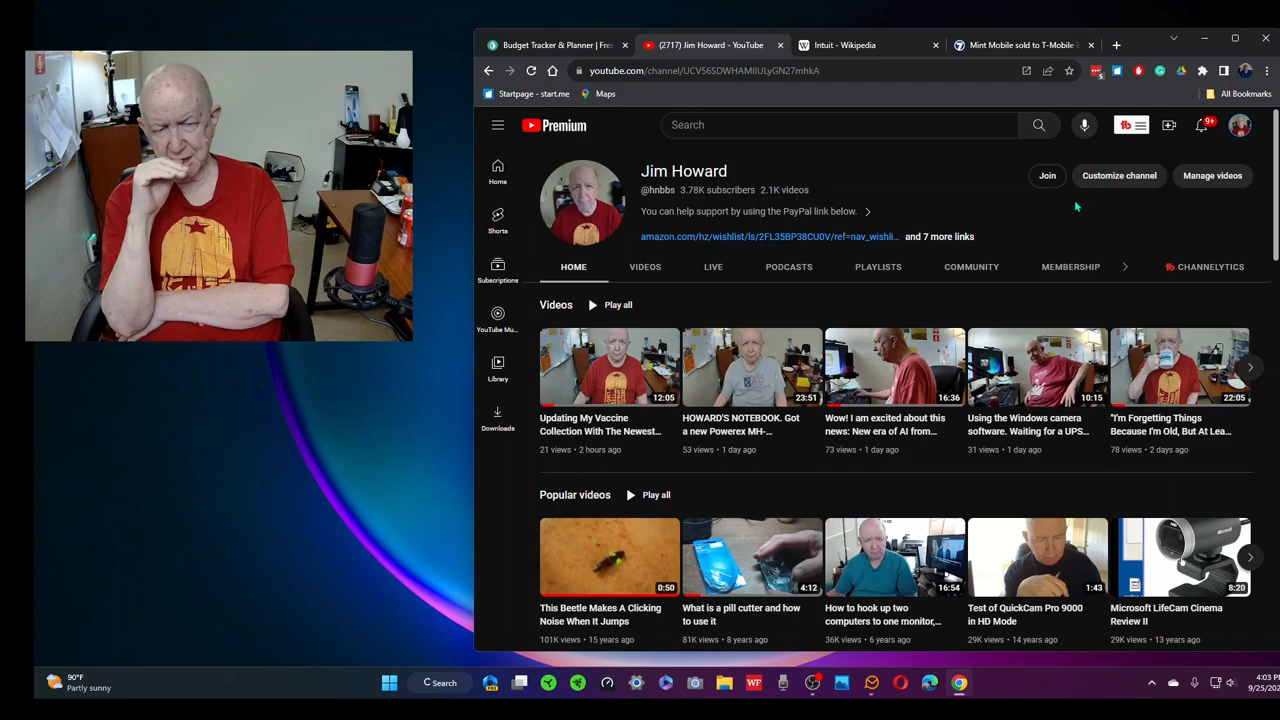 Budget Tracker & Planner | Free
(2717) Jim Howard - YouTube
Intuit - Wikipedia
Mint Mobile sold to T-Mobile i
youtube.com/channel/UCV56SDWHAMIIULyGN27mhkA
Startpage - start.me
Maps
All Bookmarks
Premium
Search
9+
Home
Shorts
Subscriptions
YouTube Mu...
Library
Downloads
Jim Howard
@hnbbs 3.78K subscribers 2.1K videos
You can help support by using the PayPal link below.
amazon.com/hz/wishlist/ls/2FL35BP38CU0V/ref=nav_wishli... and 7 more links
Join
Customize channel
Manage videos
HOME
VIDEOS
LIVE
PODCASTS
PLAYLISTS
COMMUNITY
MEMBERSHIP
CHANNELYTICS
Videos
Play all
12:05
23:51
16:36
10:15
22:05
Updating My Vaccine
Collection With The Newest...
21 views • 2 hours ago
HOWARD'S NOTEBOOK. Got
a new Powerex MH-...
53 views • 1 day ago
Wow! I am excited about this
news: New era of AI from...
73 views • 1 day ago
Using the Windows camera
software. Waiting for a UPS...
31 views • 1 day ago
"I'm Forgetting Things
Because I'm Old, But At Lea...
78 views • 2 days ago
Popular videos
Play all
0:50
4:12
16:54
1:43
8:20
This Beetle Makes A Clicking
Noise When It Jumps
101K views • 15 years ago
What is a pill cutter and how
to use it
81K views • 8 years ago
How to hook up two
computers to one monitor,...
36K views • 6 years ago
Test of QuickCam Pro 9000
in HD Mode
29K views • 14 years ago
Microsoft LifeCam Cinema
Review II
29K views • 13 years ago
90°F
Partly sunny
Search
WF
4:03 PM
9/25/202